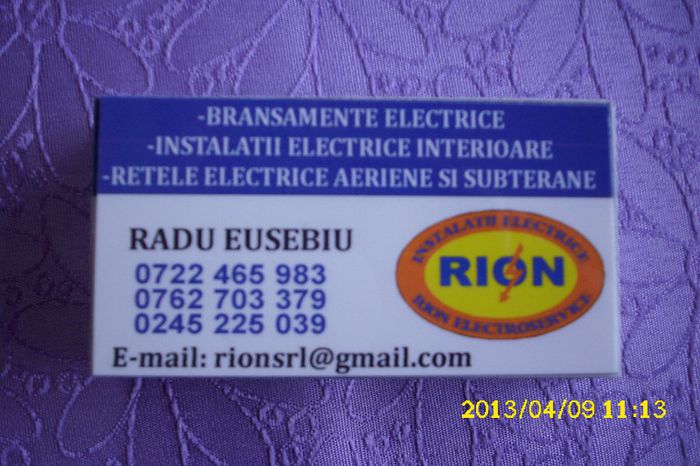 -BRANSAMENTE ELECTRICE
-INSTALATII ELECTRICE INTERIOARE
-RETELE ELECTRICE AERIENE SI SUBTERANE
RADU EUSEBIU
0722 465 983
0762 703 379
0245 225 039
E-mail: rionsrl@gmail.com
INSTALATII ELECTRICE
RION
RION ELECTROSERVICE
2013/04/09 11:13